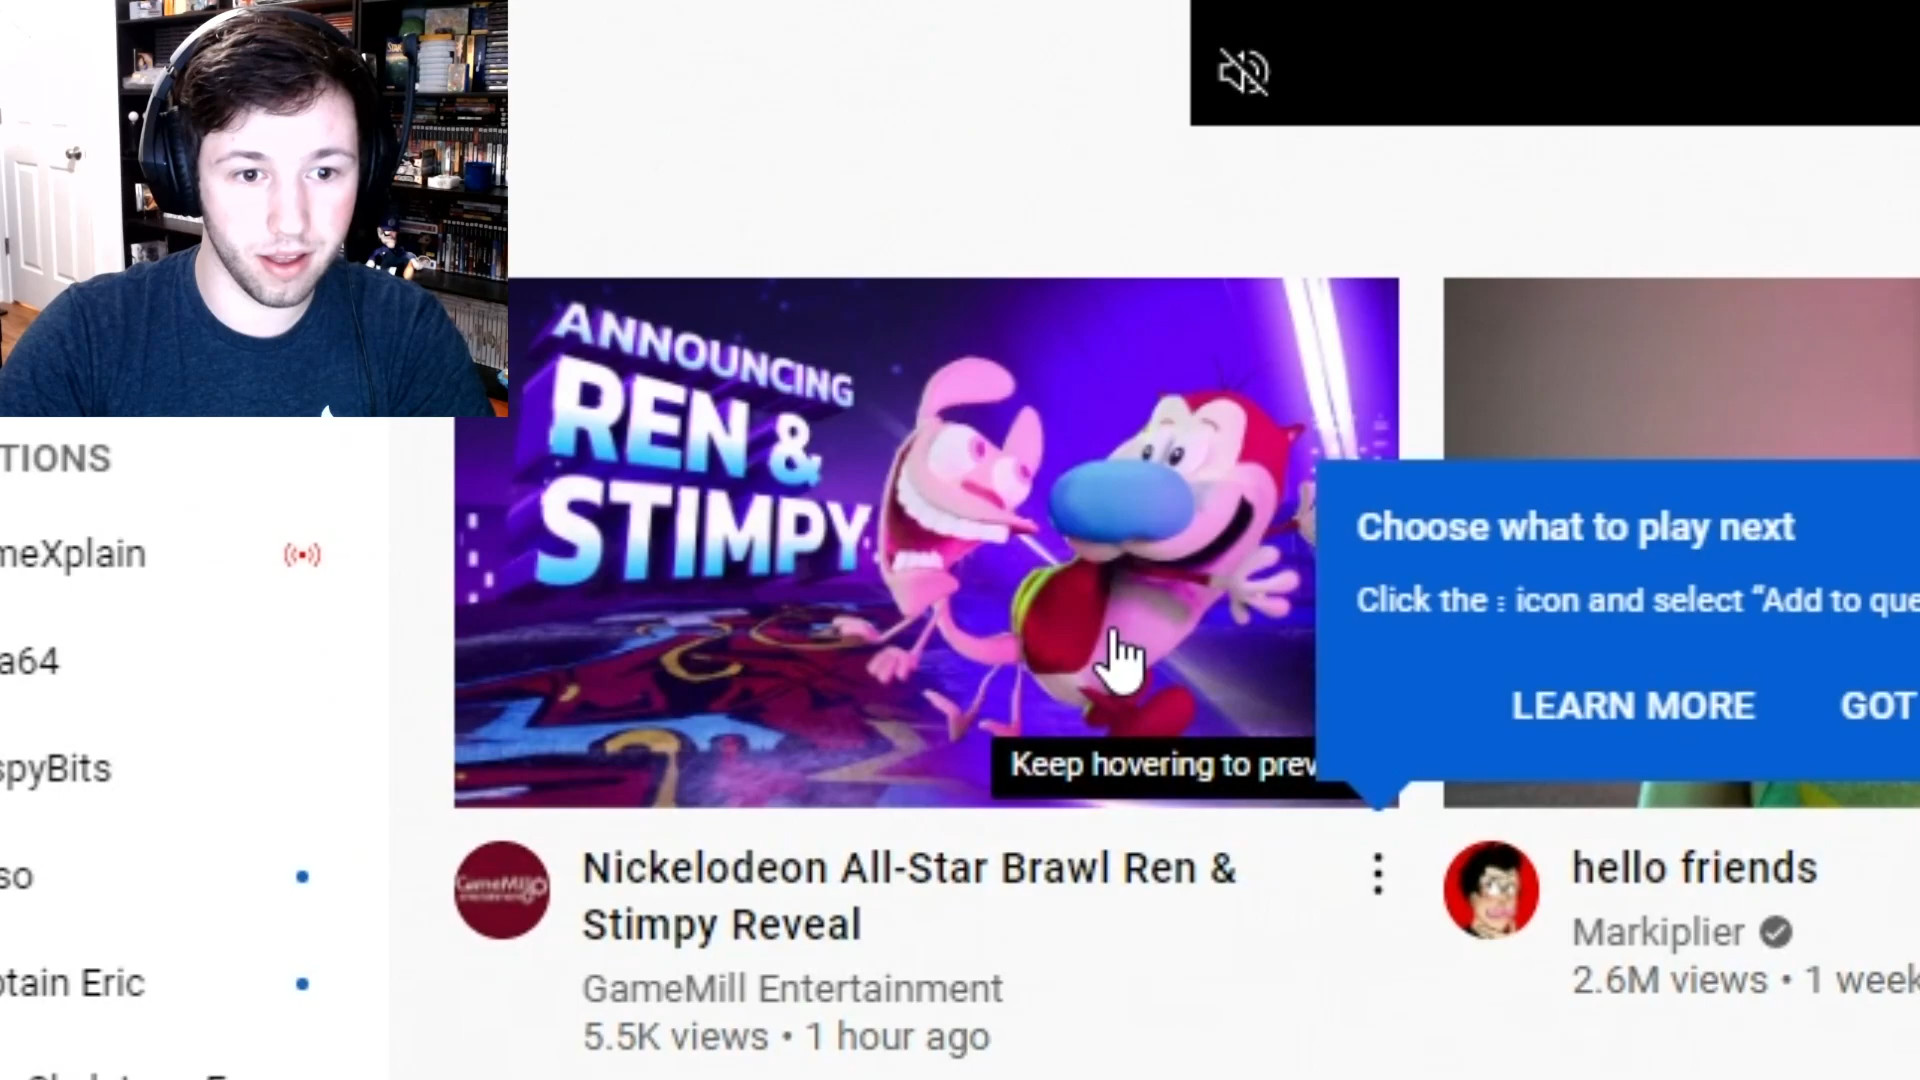 ANNOUNCING
REN &
STIMPY
Choose what to play next
Click the ⋮ icon and select “Add to que
LEARN MORE GOT
Keep hovering to prev
TIONS
meXplain
a64
spyBits
so
ptain Eric
Nickelodeon All-Star Brawl Ren &
Stimpy Reveal
GameMill Entertainment
5.5K views • 1 hour ago
GameMill
hello friends
Markiplier
2.6M views • 1 week